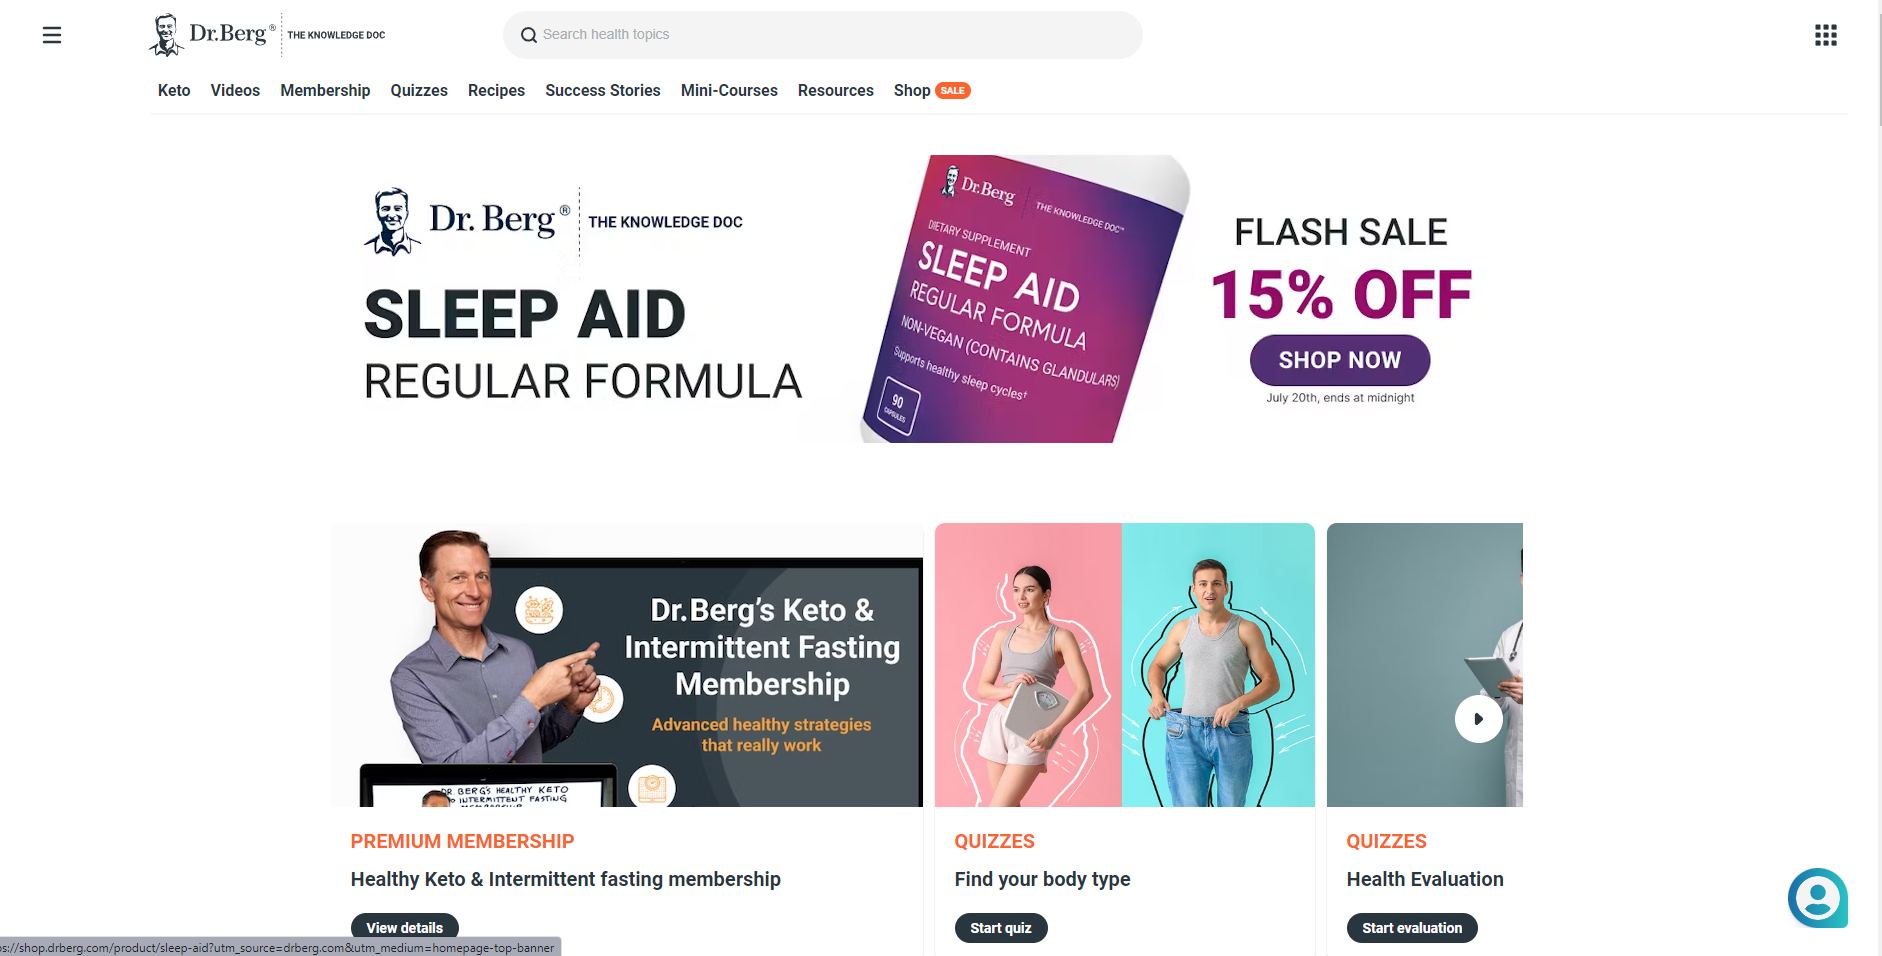 Dr.Berg® THE KNOWLEDGE DOC
Search health topics
Keto Videos Membership Quizzes Recipes Success Stories Mini-Courses Resources Shop SALE
Dr. Berg® THE KNOWLEDGE DOC
SLEEP AID
REGULAR FORMULA
Dr.Berg THE KNOWLEDGE DOC™
DIETARY SUPPLEMENT
SLEEP AID
REGULAR FORMULA
NON-VEGAN (CONTAINS GLANDULARS)
Supports healthy sleep cycles†
90
CAPSULES
FLASH SALE
15% OFF
SHOP NOW
July 20th, ends at midnight
Dr.Berg's Keto &
Intermittent Fasting
Membership
Advanced healthy strategies
that really work
DR. BERG'S HEALTHY KETO
INTERMITTENT FASTING
PREMIUM MEMBERSHIP
Healthy Keto & Intermittent fasting membership
View details
QUIZZES
Find your body type
Start quiz
QUIZZES
Health Evaluation
Start evaluation
os://shop.drberg.com/product/sleep-aid?utm_source=drberg.com&utm_medium=homepage-top-banner